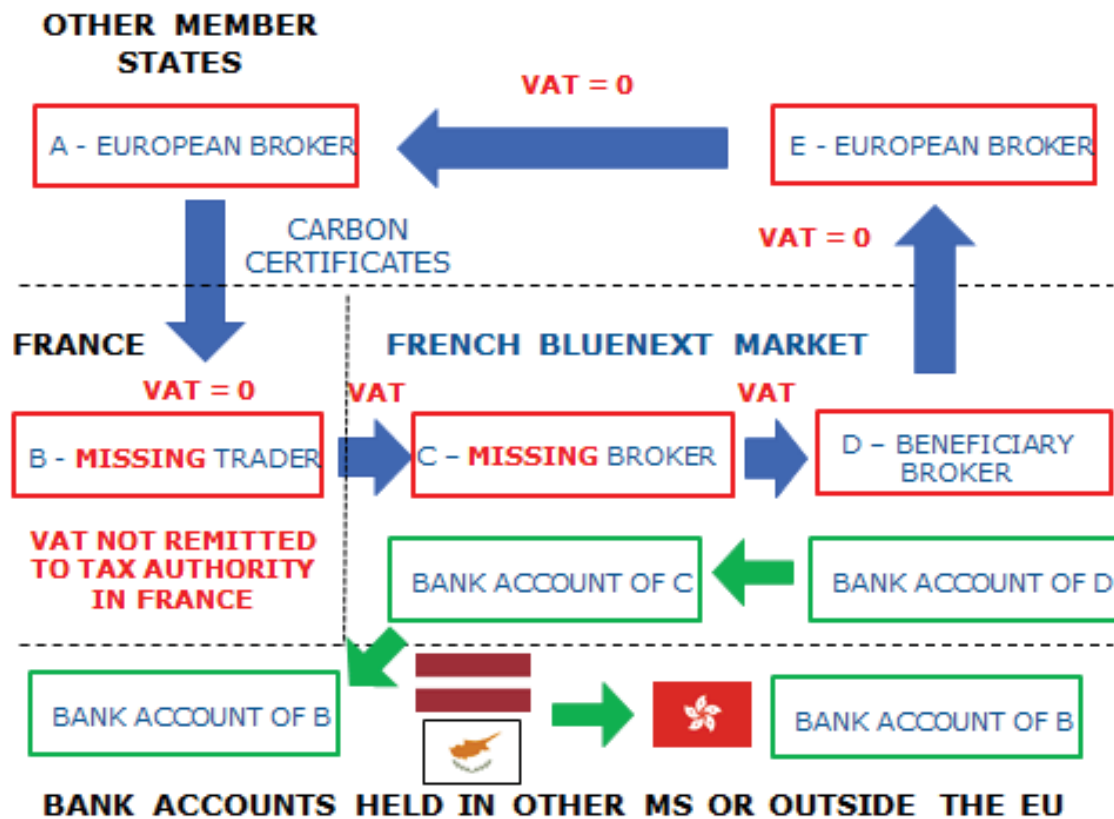 OTHER MEMBER
STATES
VAT = 0
A - EUROPEAN BROKER
E - EUROPEAN BROKER
CARBON
CERTIFICATES
VAT = 0
FRANCE
FRENCH BLUENEXT MARKET
VAT = 0
VAT
VAT
B - MISSING TRADER
C – MISSING BROKER
D – BENEFICIARY
BROKER
VAT NOT REMITTED
TO TAX AUTHORITY
IN FRANCE
BANK ACCOUNT OF C
BANK ACCOUNT OF D
BANK ACCOUNT OF B
BANK ACCOUNT OF B
BANK ACCOUNTS HELD IN OTHER MS OR OUTSIDE THE EU